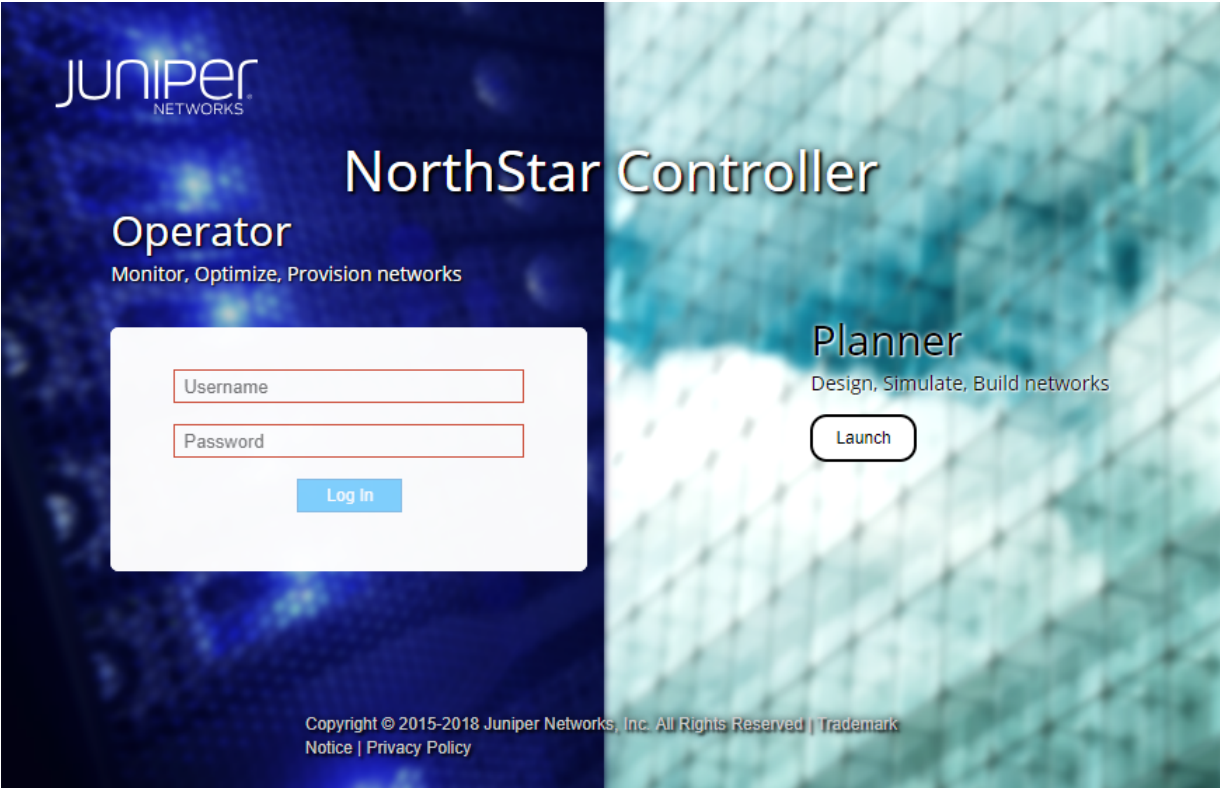 JUNIPER
NETWORKS
NorthStar Controller
Operator
Monitor, Optimize, Provision networks
Username
Password
Log In
Planner
Design, Simulate, Build networks
Launch
Copyright © 2015-2018 Juniper Networks, Inc. All Rights Reserved | Trademark
Notice | Privacy Policy